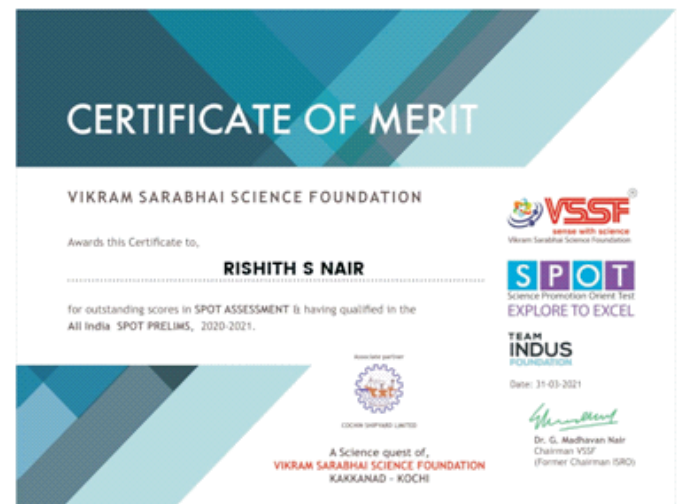 CERTIFICATE OF MERIT
VIKRAM SARABHAI SCIENCE FOUNDATION
Awards this Certificate to,
RISHITH S NAIR
for outstanding scores in SPOT ASSESSMENT & having qualified in the
All India SPOT PRELIMS, 2020-2021.
VSSF®
sense with science
Vikram Sarabhai Science Foundation
SPOT
Science Promotion Orient Test
EXPLORE TO EXCEL
TEAM
INDUS
FOUNDATION
Date: 31-03-2021
Dr. G. Madhavan Nair
Chairman VSSF
(Former Chairman ISRO)
Associate partner
COCHIN SHIPYARD LIMITED
A Science quest of,
VIKRAM SARABHAI SCIENCE FOUNDATION
KAKKANAD - KOCHI